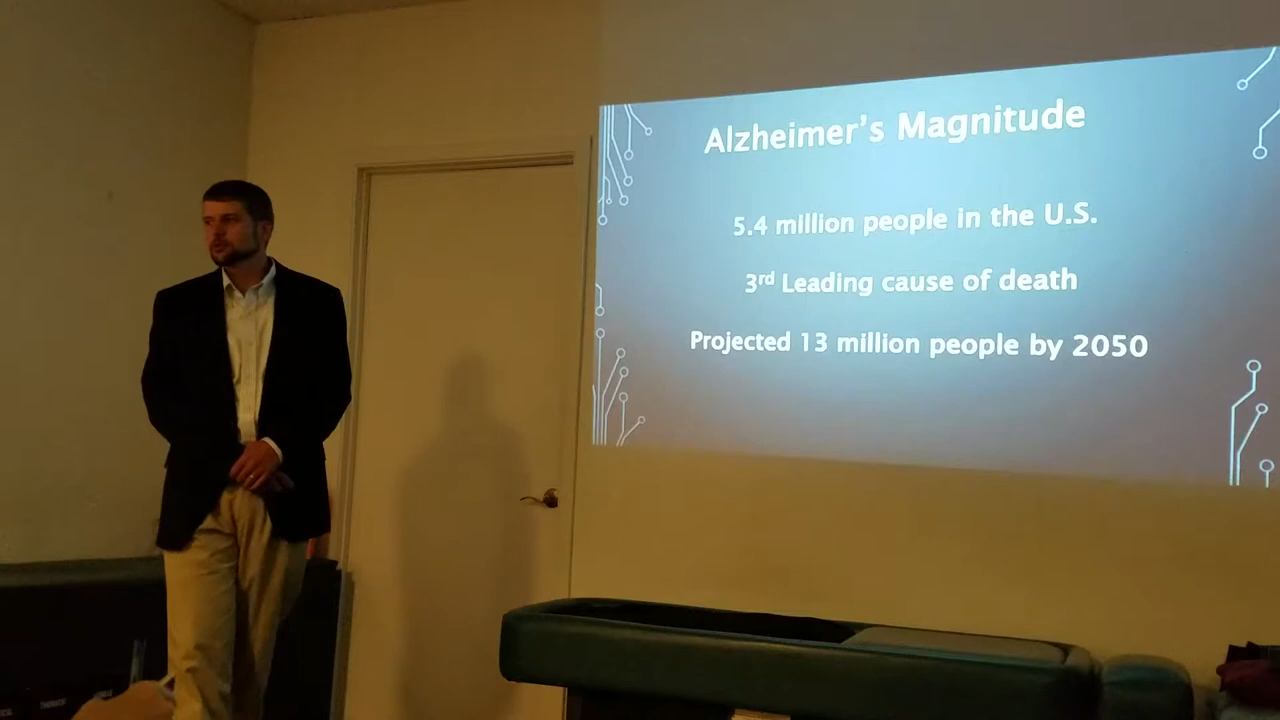 Alzheimer's Magnitude
5.4 million people in the U.S.
3rd Leading cause of death
Projected 13 million people by 2050